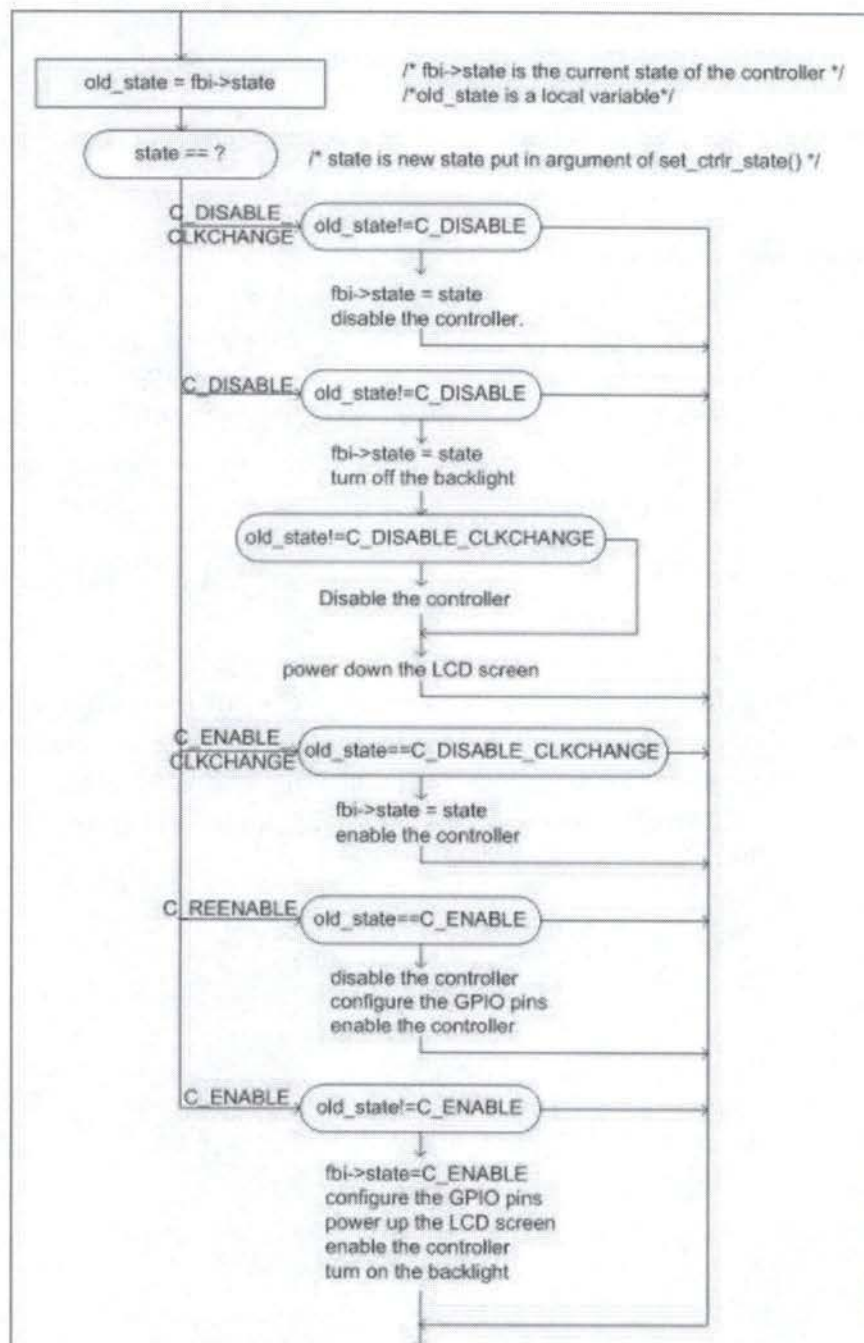 old_state = fbi->state
/* fbi->state is the current state of the controller */
/*old_state is a local variable*/
state == ?
/* state is new state put in argument of set_ctrlr_state() */
C_DISABLE_
CLKCHANGE
old_state!=C_DISABLE
fbi->state = state
disable the controller.
C_DISABLE
old_state!=C_DISABLE
fbi->state = state
turn off the backlight
old_state!=C_DISABLE_CLKCHANGE
Disable the controller
power down the LCD screen
C_ENABLE_
CLKCHANGE
old_state==C_DISABLE_CLKCHANGE
fbi->state = state
enable the controller
C_REENABLE
old_state==C_ENABLE
disable the controller
configure the GPIO pins
enable the controller
C_ENABLE
old_state!=C_ENABLE
fbi->state=C_ENABLE
configure the GPIO pins
power up the LCD screen
enable the controller
turn on the backlight